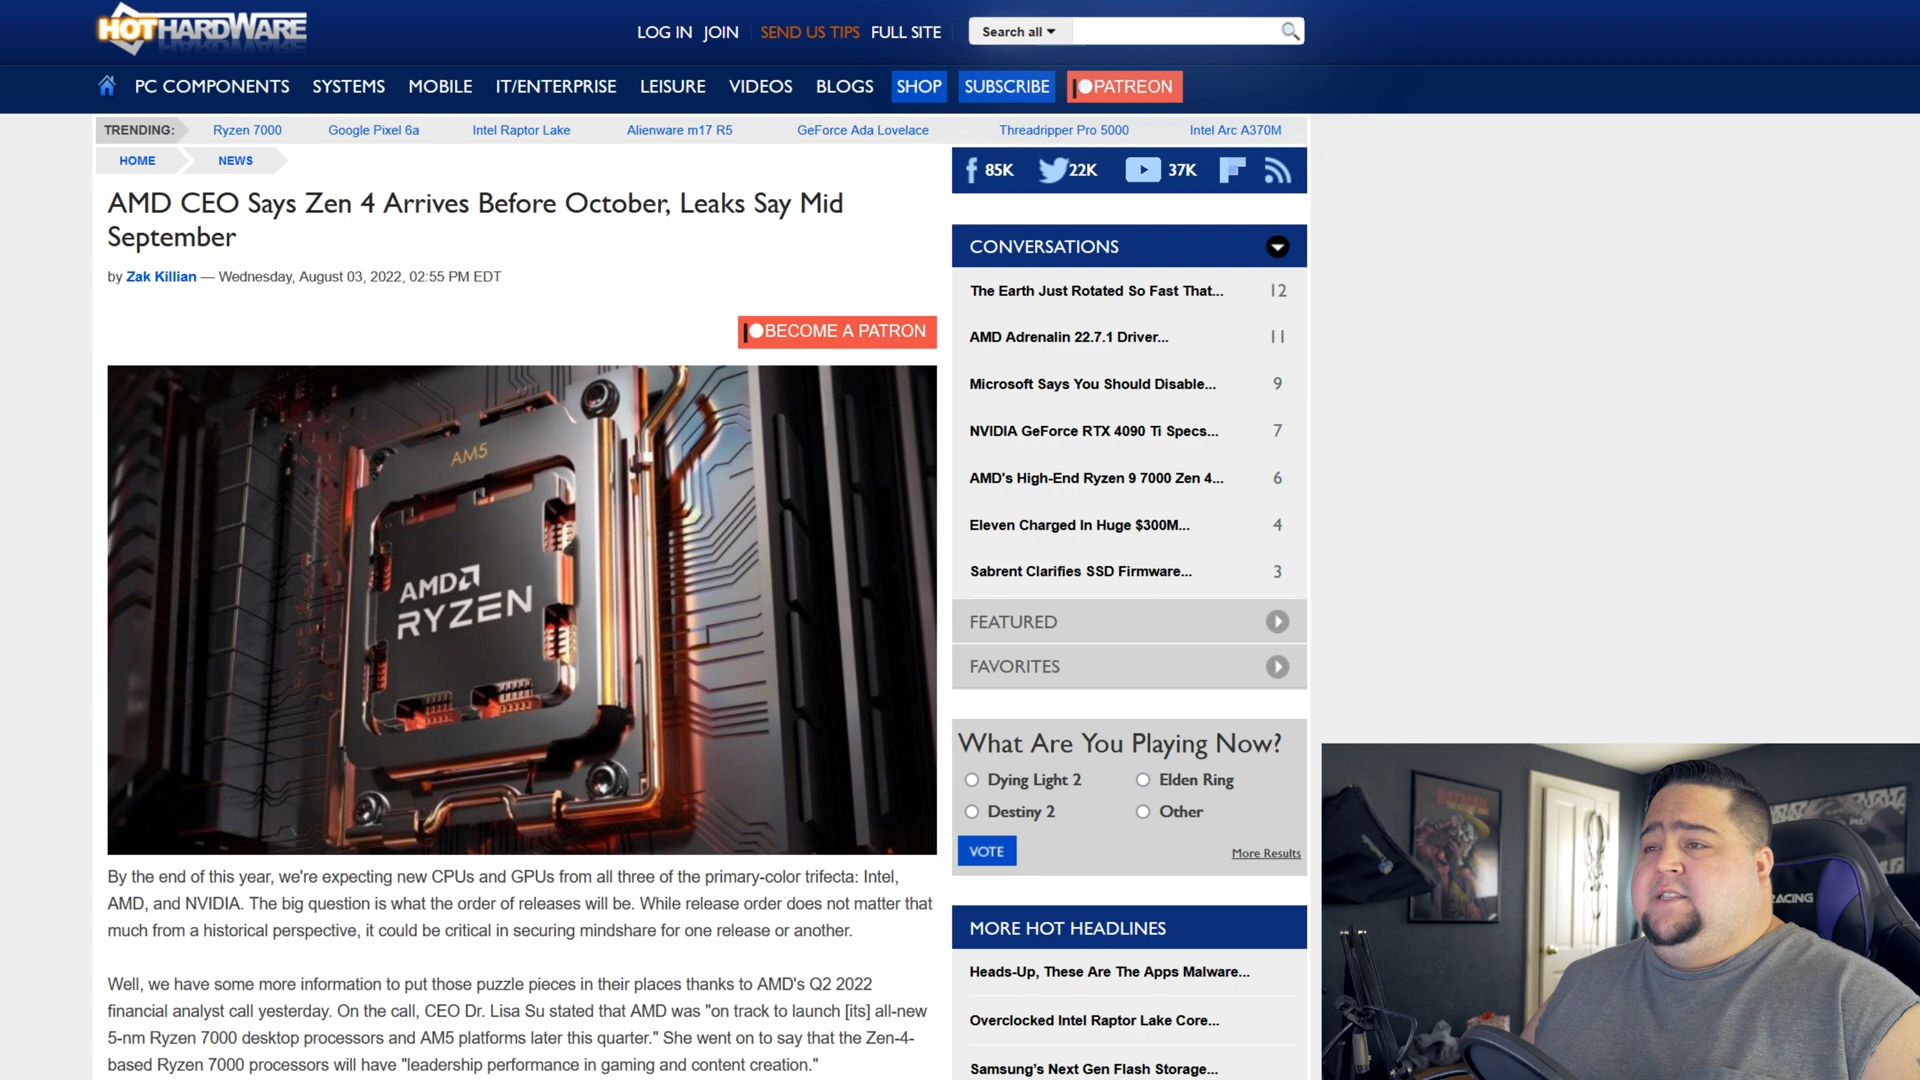 HOTHARDWARE
LOG IN JOIN SEND US TIPS FULL SITE Search all
PC COMPONENTS SYSTEMS MOBILE IT/ENTERPRISE LEISURE VIDEOS BLOGS SHOP SUBSCRIBE PATREON
TRENDING: Ryzen 7000 Google Pixel 6a Intel Raptor Lake Alienware m17 R5 GeForce Ada Lovelace Threadripper Pro 5000 Intel Arc A370M
HOME NEWS
AMD CEO Says Zen 4 Arrives Before October, Leaks Say Mid
September
by Zak Killian — Wednesday, August 03, 2022, 02:55 PM EDT
BECOME A PATRON
AM5
AMD
RYZEN
By the end of this year, we're expecting new CPUs and GPUs from all three of the primary-color trifecta: Intel,
AMD, and NVIDIA. The big question is what the order of releases will be. While release order does not matter that
much from a historical perspective, it could be critical in securing mindshare for one release or another.
Well, we have some more information to put those puzzle pieces in their places thanks to AMD's Q2 2022
financial analyst call yesterday. On the call, CEO Dr. Lisa Su stated that AMD was "on track to launch [its] all-new
5-nm Ryzen 7000 desktop processors and AM5 platforms later this quarter." She went on to say that the Zen-4-
based Ryzen 7000 processors will have "leadership performance in gaming and content creation."
85K 22K 37K
CONVERSATIONS
The Earth Just Rotated So Fast That... 12
AMD Adrenalin 22.7.1 Driver... 11
Microsoft Says You Should Disable... 9
NVIDIA GeForce RTX 4090 Ti Specs... 7
AMD's High-End Ryzen 9 7000 Zen 4... 6
Eleven Charged In Huge $300M... 4
Sabrent Clarifies SSD Firmware... 3
FEATURED
FAVORITES
What Are You Playing Now?
Dying Light 2 Elden Ring
Destiny 2 Other
VOTE More Results
MORE HOT HEADLINES
Heads-Up, These Are The Apps Malware...
Overclocked Intel Raptor Lake Core...
Samsung's Next Gen Flash Storage...
BATMAN
RACING